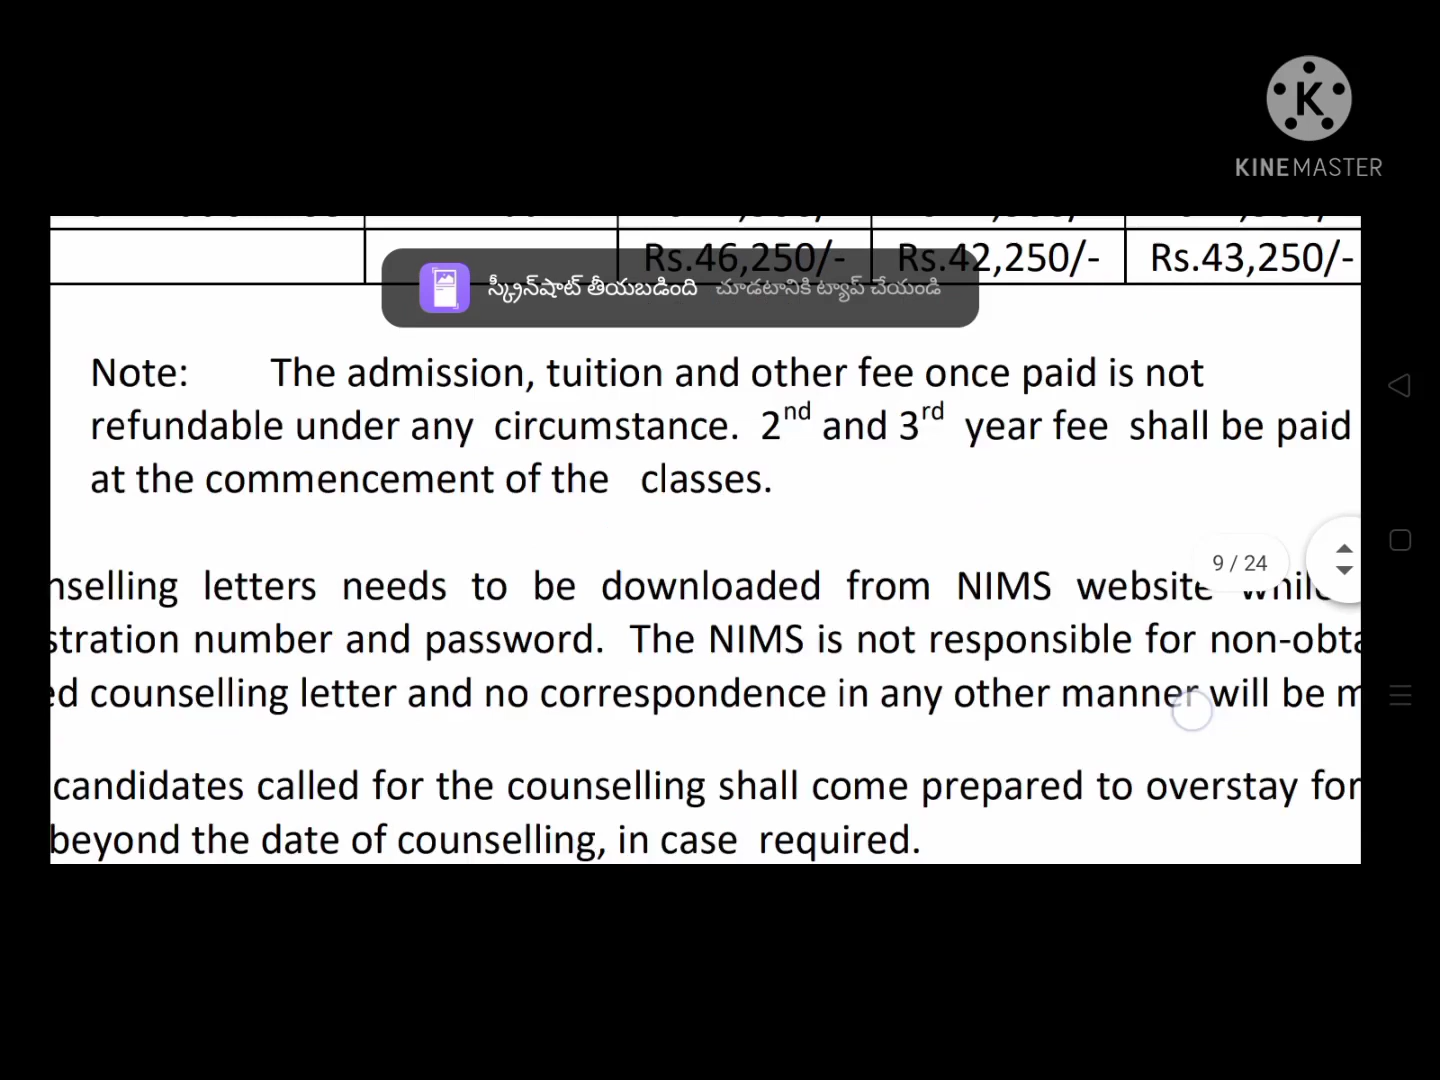 KINEMASTER
Rs.46,250/- Rs.42,250/- Rs.43,250/-
స్క్రీన్‌షాట్ తీయబడింది చూడటానికి ట్యాప్ చేయండి
Note: The admission, tuition and other fee once paid is not
refundable under any circumstance. 2nd and 3rd year fee shall be paid
at the commencement of the classes.
9 / 24
nselling letters needs to be downloaded from NIMS website
stration number and password. The NIMS is not responsible for non-obta
ed counselling letter and no correspondence in any other manner will be m
candidates called for the counselling shall come prepared to overstay for
beyond the date of counselling, in case required.